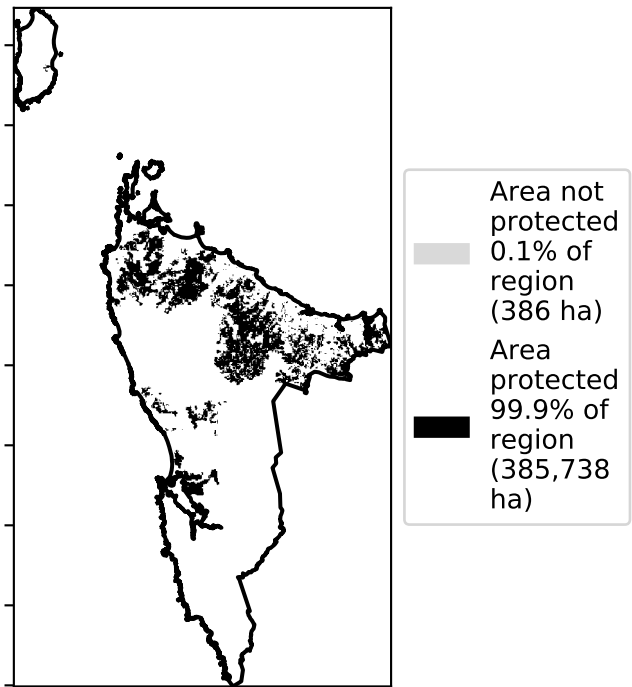 Area not
protected
0.1% of
region
(386 ha)
Area
protected
99.9% of
region
(385,738
ha)